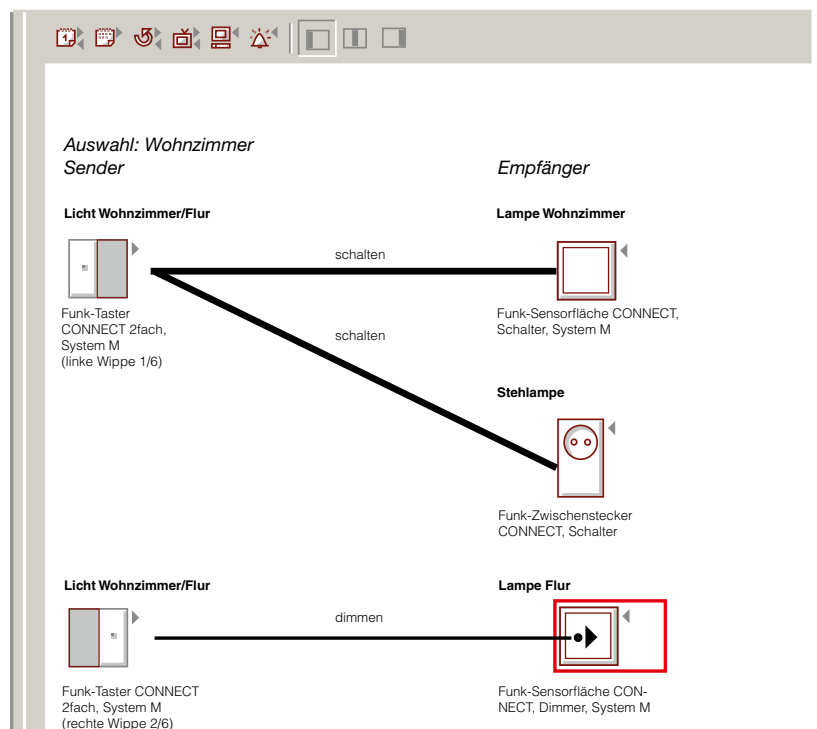 Auswahl: Wohnzimmer
Sender
Empfänger
Licht Wohnzimmer/Flur
Lampe Wohnzimmer
schalten
Funk-Taster
CONNECT 2fach,
System M
(linke Wippe 1/6)
Funk-Sensorfläche CONNECT,
Schalter, System M
schalten
Stehlampe
Funk-Zwischenstecker
CONNECT, Schalter
Licht Wohnzimmer/Flur
Lampe Flur
dimmen
Funk-Taster CONNECT
2fach, System M
(rechte Wippe 2/6)
Funk-Sensorfläche CON-
NECT, Dimmer, System M